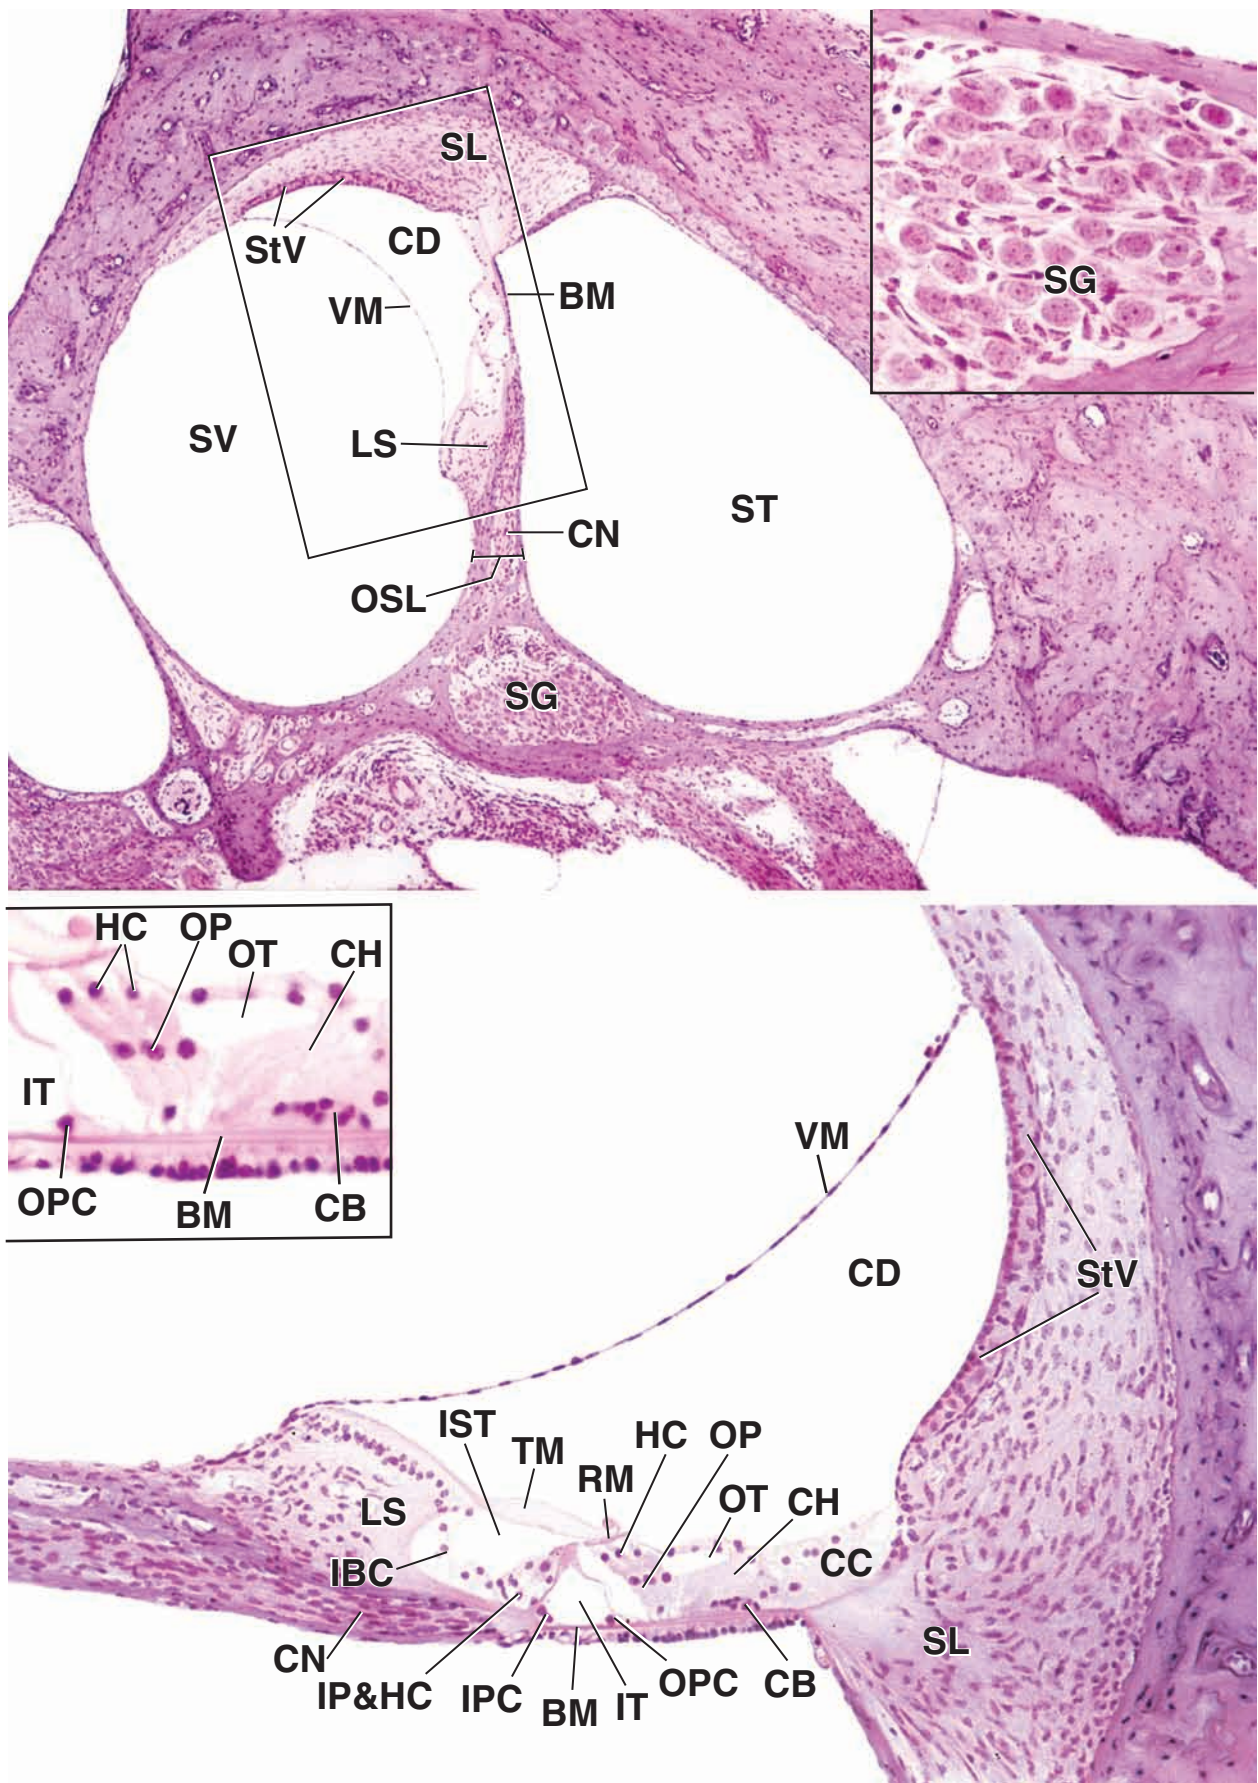 SL
StV
CD
VM
BM
SG
SV
LS
ST
CN
OSL
SG
HC
OP
OT
CH
IT
OPC
BM
CB
VM
CD
StV
IST
TM
RM
HC
OP
OT
CH
LS
IBC
CC
CN
IP&HC
IPC
BM
IT
OPC
CB
SL